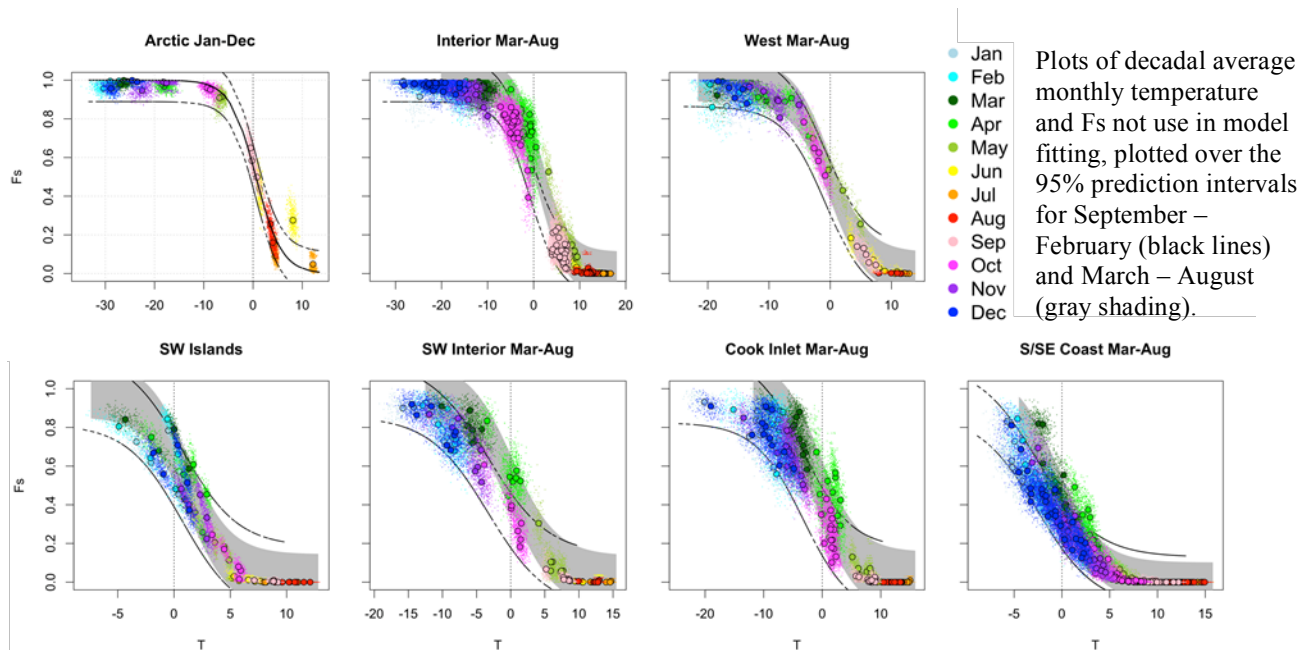 Arctic Jan-Dec
Interior Mar-Aug
West Mar-Aug
Fs
0.0 0.2 0.4 0.6 0.8 1.0
-30 -20 -10 0 10
-30 -20 -10 0 10 20
-20 -10 0 10
Jan
Feb
Mar
Apr
May
Jun
Jul
Aug
Sep
Oct
Nov
Dec
Plots of decadal average
monthly temperature
and Fs not use in model
fitting, plotted over the
95% prediction intervals
for September –
February (black lines)
and March – August
(gray shading).
SW Islands
SW Interior Mar-Aug
Cook Inlet Mar-Aug
S/SE Coast Mar-Aug
Fs
0.0 0.2 0.4 0.6 0.8 1.0
-5 0 5 10
-20 -15 -10 -5 0 5 10 15
-20 -10 0 10
-5 0 5 10 15
T
T
T
T